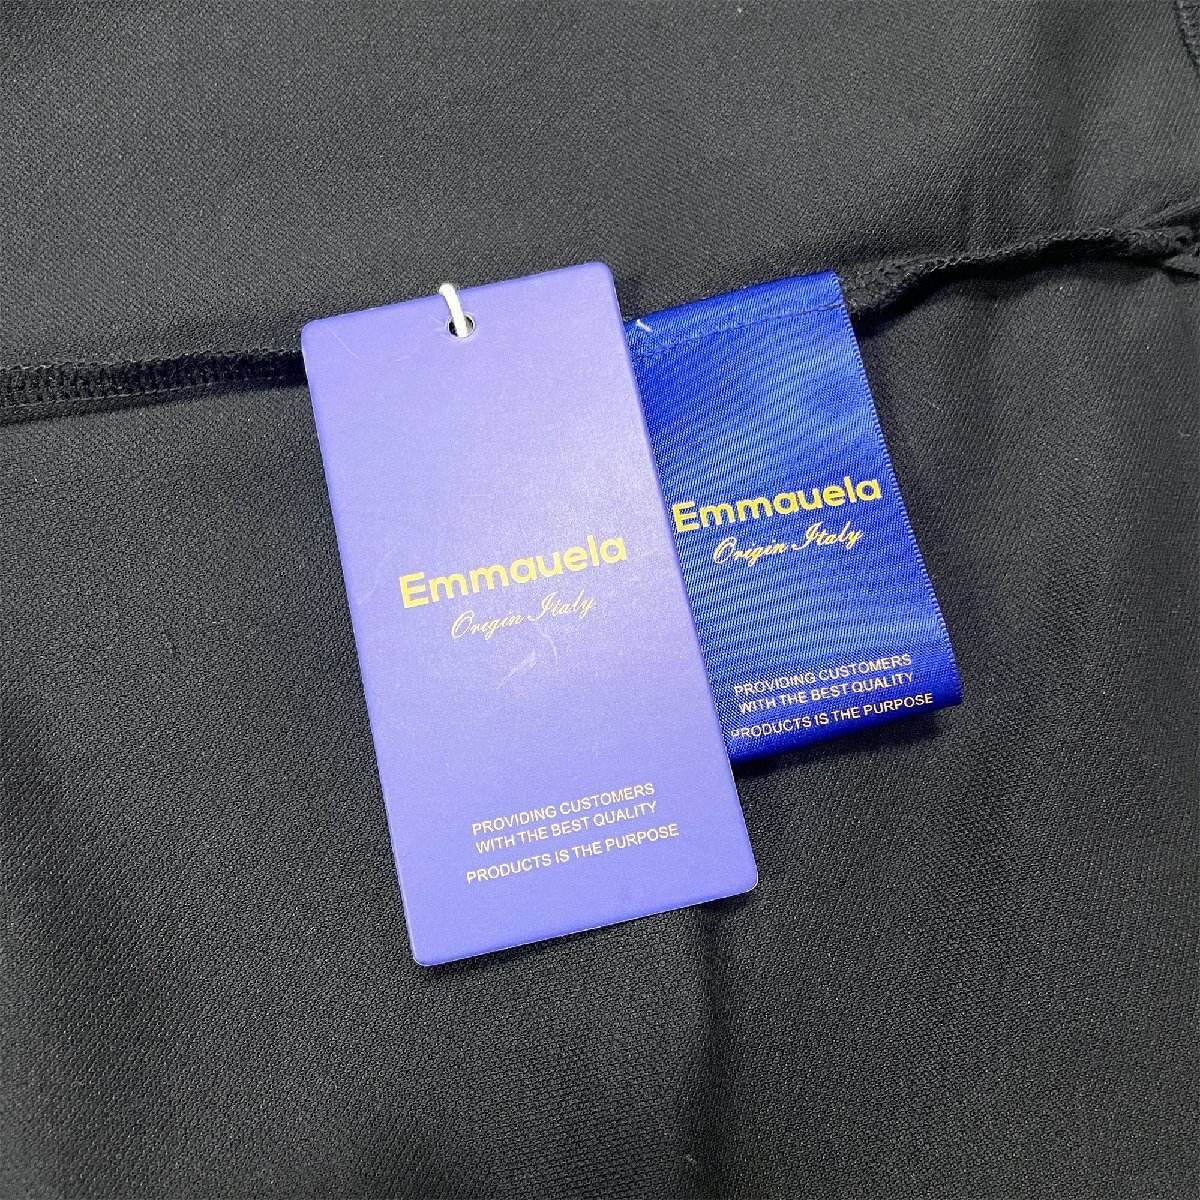 Emmauela
Origin Italy
PROVIDING CUSTOMERS
WITH THE BEST QUALITY
PRODUCTS IS THE PURPOSE
Emmauela
Origin Italy
PROVIDING CUSTOMERS
WITH THE BEST QUALITY
PRODUCTS IS THE PURPOSE